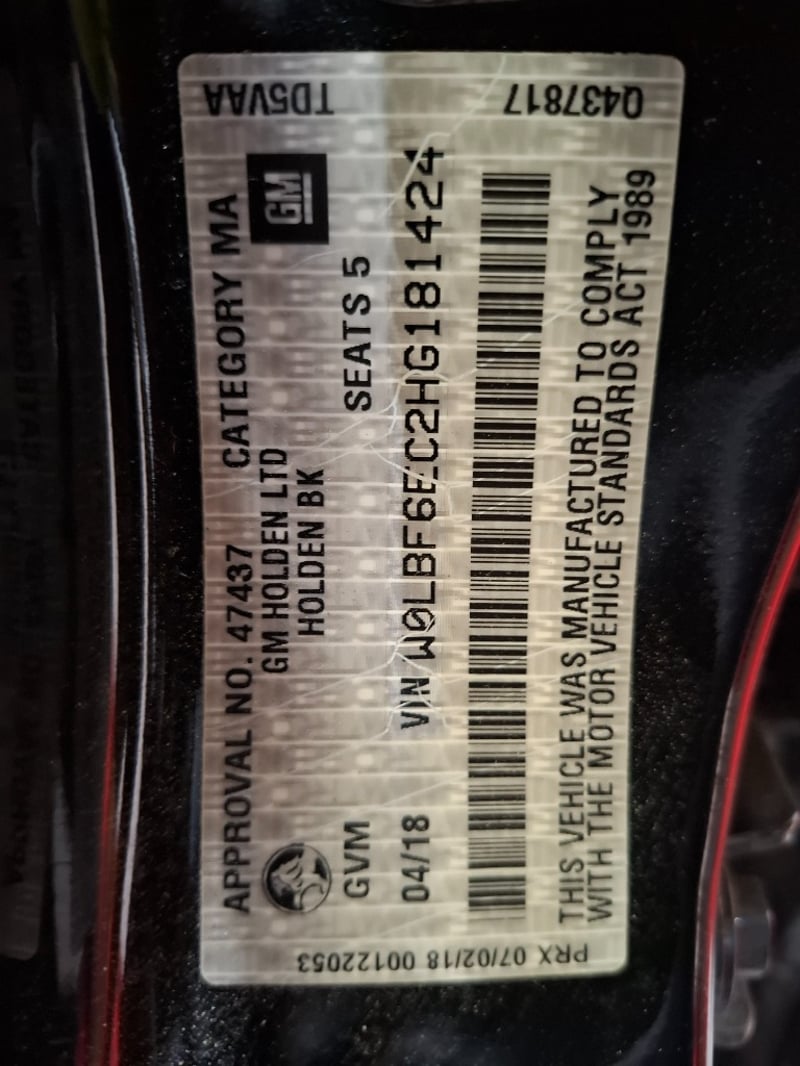 APPROVAL NO. 47437 CATEGORY MA
GM HOLDEN LTD
HOLDEN BK
GM
GVM SEATS 5
04/18 VIN W0LBF6EC2HG181424
THIS VEHICLE WAS MANUFACTURED TO COMPLY
WITH THE MOTOR VEHICLE STANDARDS ACT 1989
TD5VAA Q437817
PRX 07/02/18 00122053